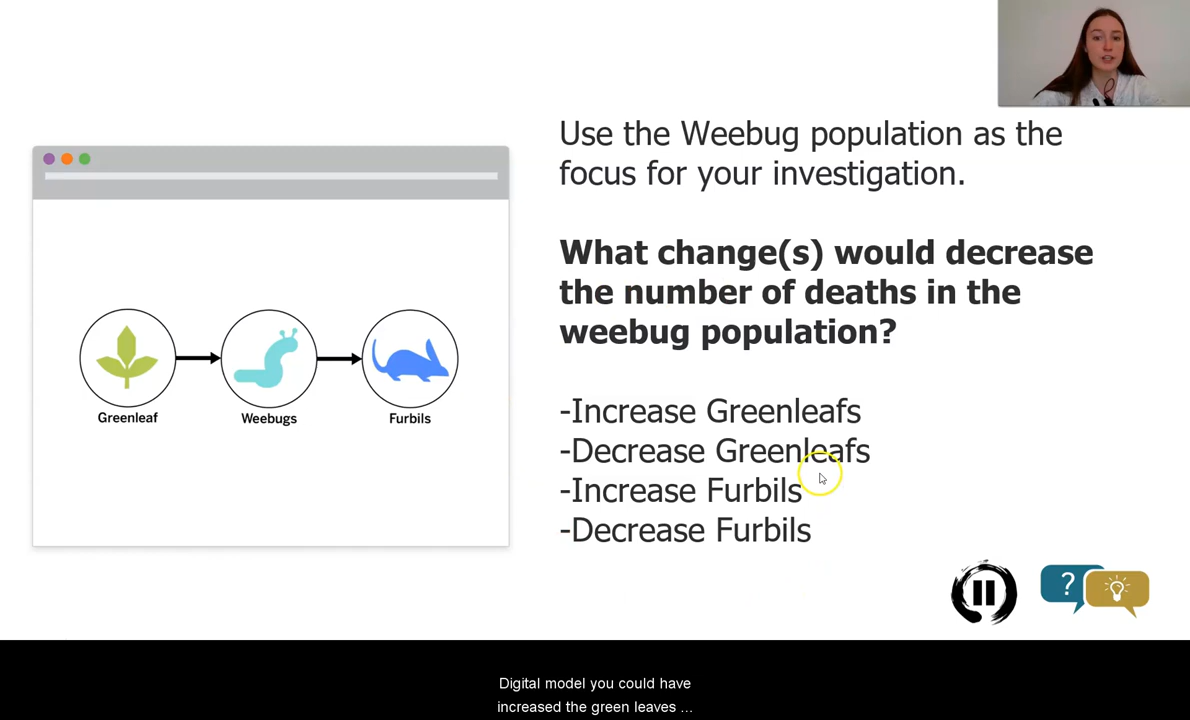 Use the Weebug population as the
focus for your investigation.
What change(s) would decrease
the number of deaths in the
weebug population?
-Increase Greenleafs
-Decrease Greenleafs
-Increase Furbils
-Decrease Furbils
Greenleaf
Weebugs
Furbils
?
Digital model you could have
increased the green leaves ...